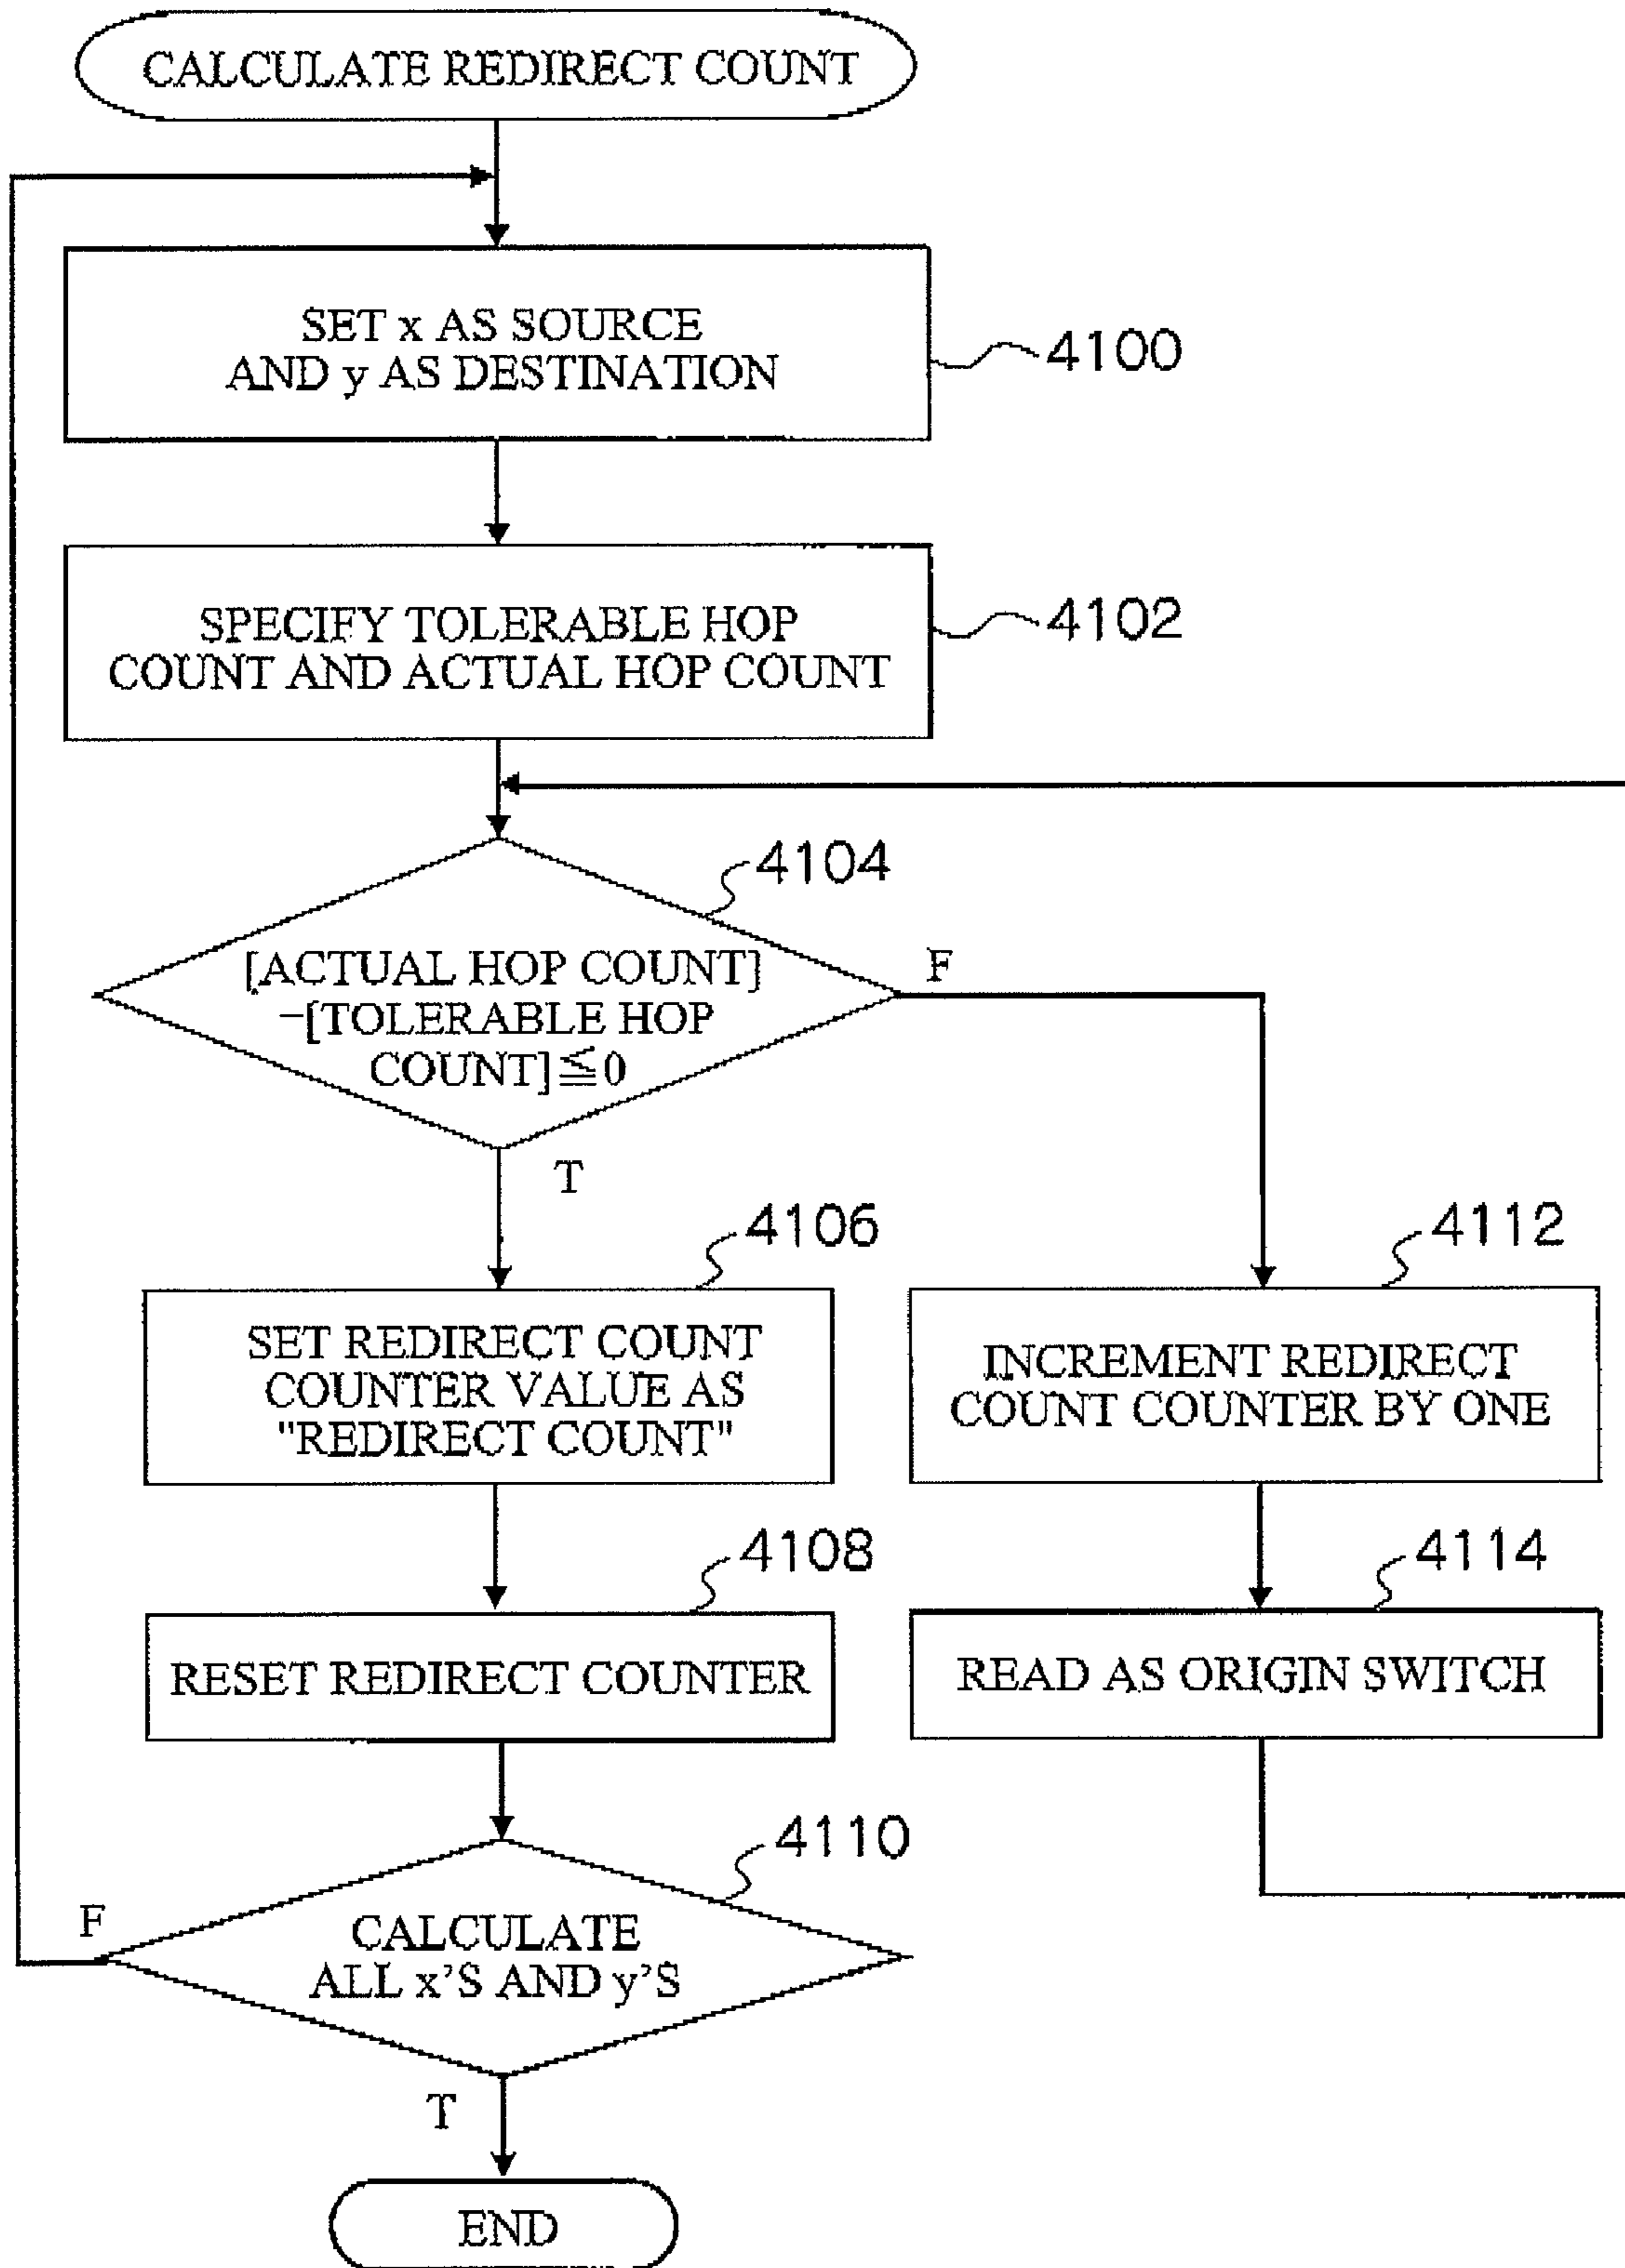 CALCULATE REDIRECT COUNT
SET x AS SOURCE
AND y AS DESTINATION
4100
SPECIFY TOLERABLE HOP
COUNT AND ACTUAL HOP COUNT
4102
4104
[ACTUAL HOP COUNT]
-[TOLERABLE HOP
COUNT]≦0
F
T
4106
SET REDIRECT COUNT
COUNTER VALUE AS
"REDIRECT COUNT"
4112
INCREMENT REDIRECT
COUNT COUNTER BY ONE
4108
RESET REDIRECT COUNTER
4114
READ AS ORIGIN SWITCH
4110
F
CALCULATE
ALL x'S AND y'S
T
END